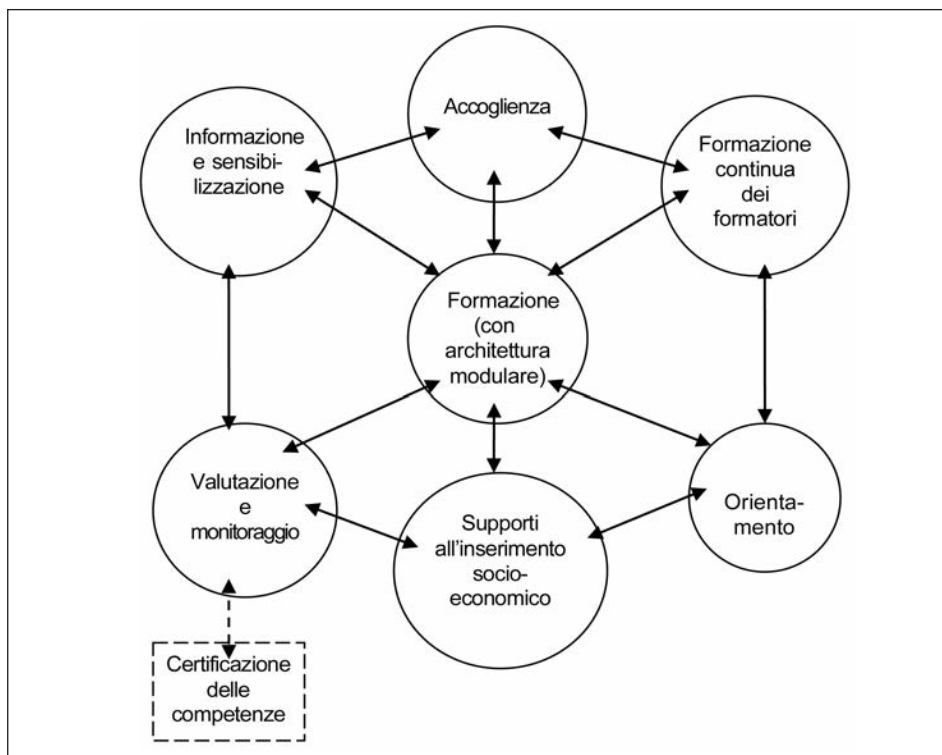 Accoglienza
Informazione
e sensibi-
lizzazione
Formazione
continua
dei
formatori
Formazione
(con
architettura
modulare)
Valutazione
e
monitoraggio
Supporti
all'inserimento
socio-
economico
Orienta-
mento
Certificazione
delle
competenze